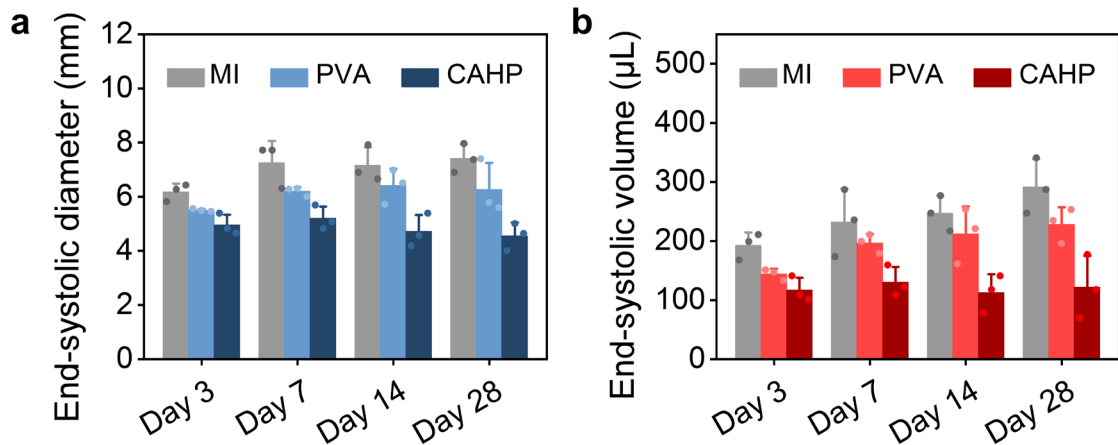 a
End-systolic diameter (mm)
12
10
8
6
4
2
0
MI PVA CAHP
Day 3 Day 7 Day 14 Day 28
b
End-systolic volume (µL)
500
400
300
200
100
0
MI PVA CAHP
Day 3 Day 7 Day 14 Day 28